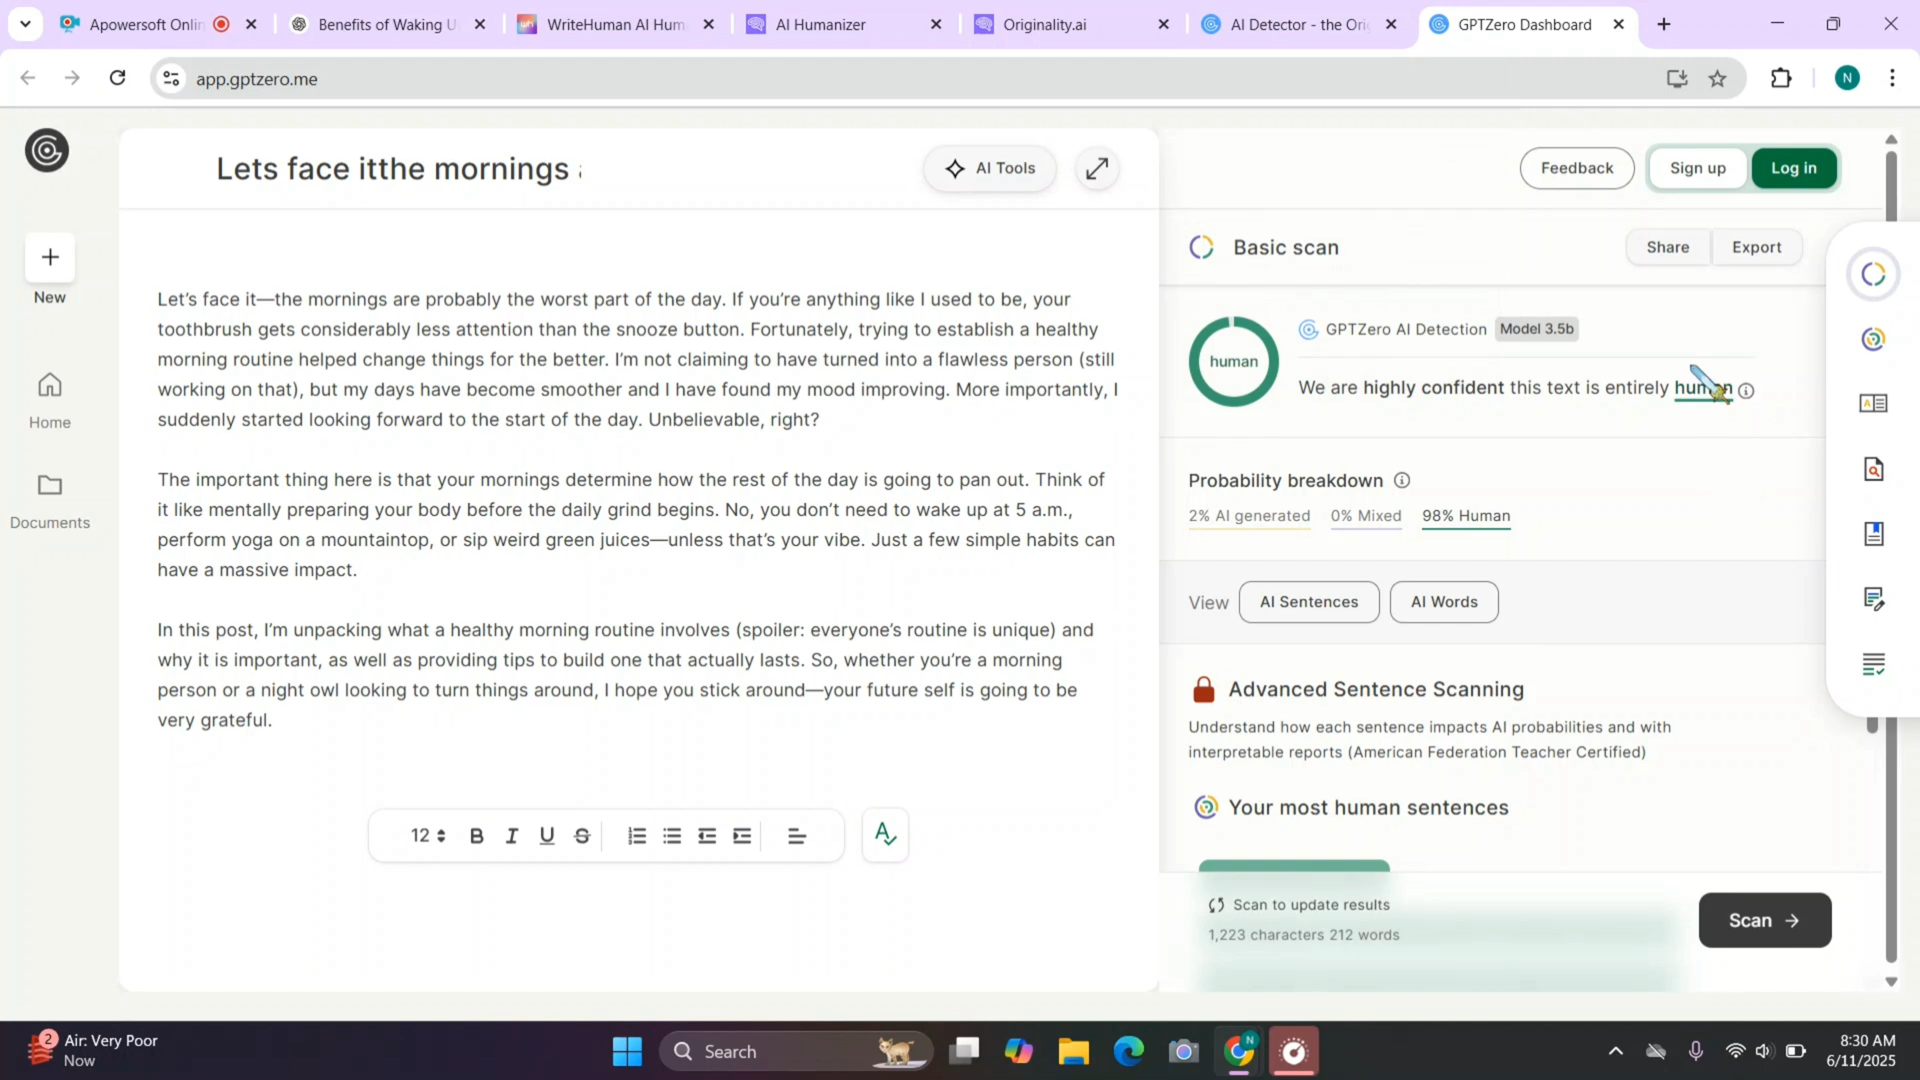 Apowersoft Onlin
Benefits of Waking U
WriteHuman AI Hum
AI Humanizer
Originality.ai
AI Detector - the Ori
GPTZero Dashboard
app.gptzero.me
N
Lets face itthe mornings
AI Tools
Feedback
Sign up
Log in
New
Home
Documents
Let's face it—the mornings are probably the worst part of the day. If you're anything like I used to be, your
toothbrush gets considerably less attention than the snooze button. Fortunately, trying to establish a healthy
morning routine helped change things for the better. I'm not claiming to have turned into a flawless person (still
working on that), but my days have become smoother and I have found my mood improving. More importantly, I
suddenly started looking forward to the start of the day. Unbelievable, right?
The important thing here is that your mornings determine how the rest of the day is going to pan out. Think of
it like mentally preparing your body before the daily grind begins. No, you don't need to wake up at 5 a.m.,
perform yoga on a mountaintop, or sip weird green juices—unless that's your vibe. Just a few simple habits can
have a massive impact.
In this post, I'm unpacking what a healthy morning routine involves (spoiler: everyone's routine is unique) and
why it is important, as well as providing tips to build one that actually lasts. So, whether you're a morning
person or a night owl looking to turn things around, I hope you stick around—your future self is going to be
very grateful.
12
B I U S
Basic scan
Share
Export
human
GPTZero AI Detection Model 3.5b
We are highly confident this text is entirely human
Probability breakdown
2% AI generated 0% Mixed 98% Human
View AI Sentences AI Words
Advanced Sentence Scanning
Understand how each sentence impacts AI probabilities and with
interpretable reports (American Federation Teacher Certified)
Your most human sentences
Scan to update results
1,223 characters 212 words
Scan
2
Air: Very Poor
Now
Search
N
8:30 AM
6/11/2025